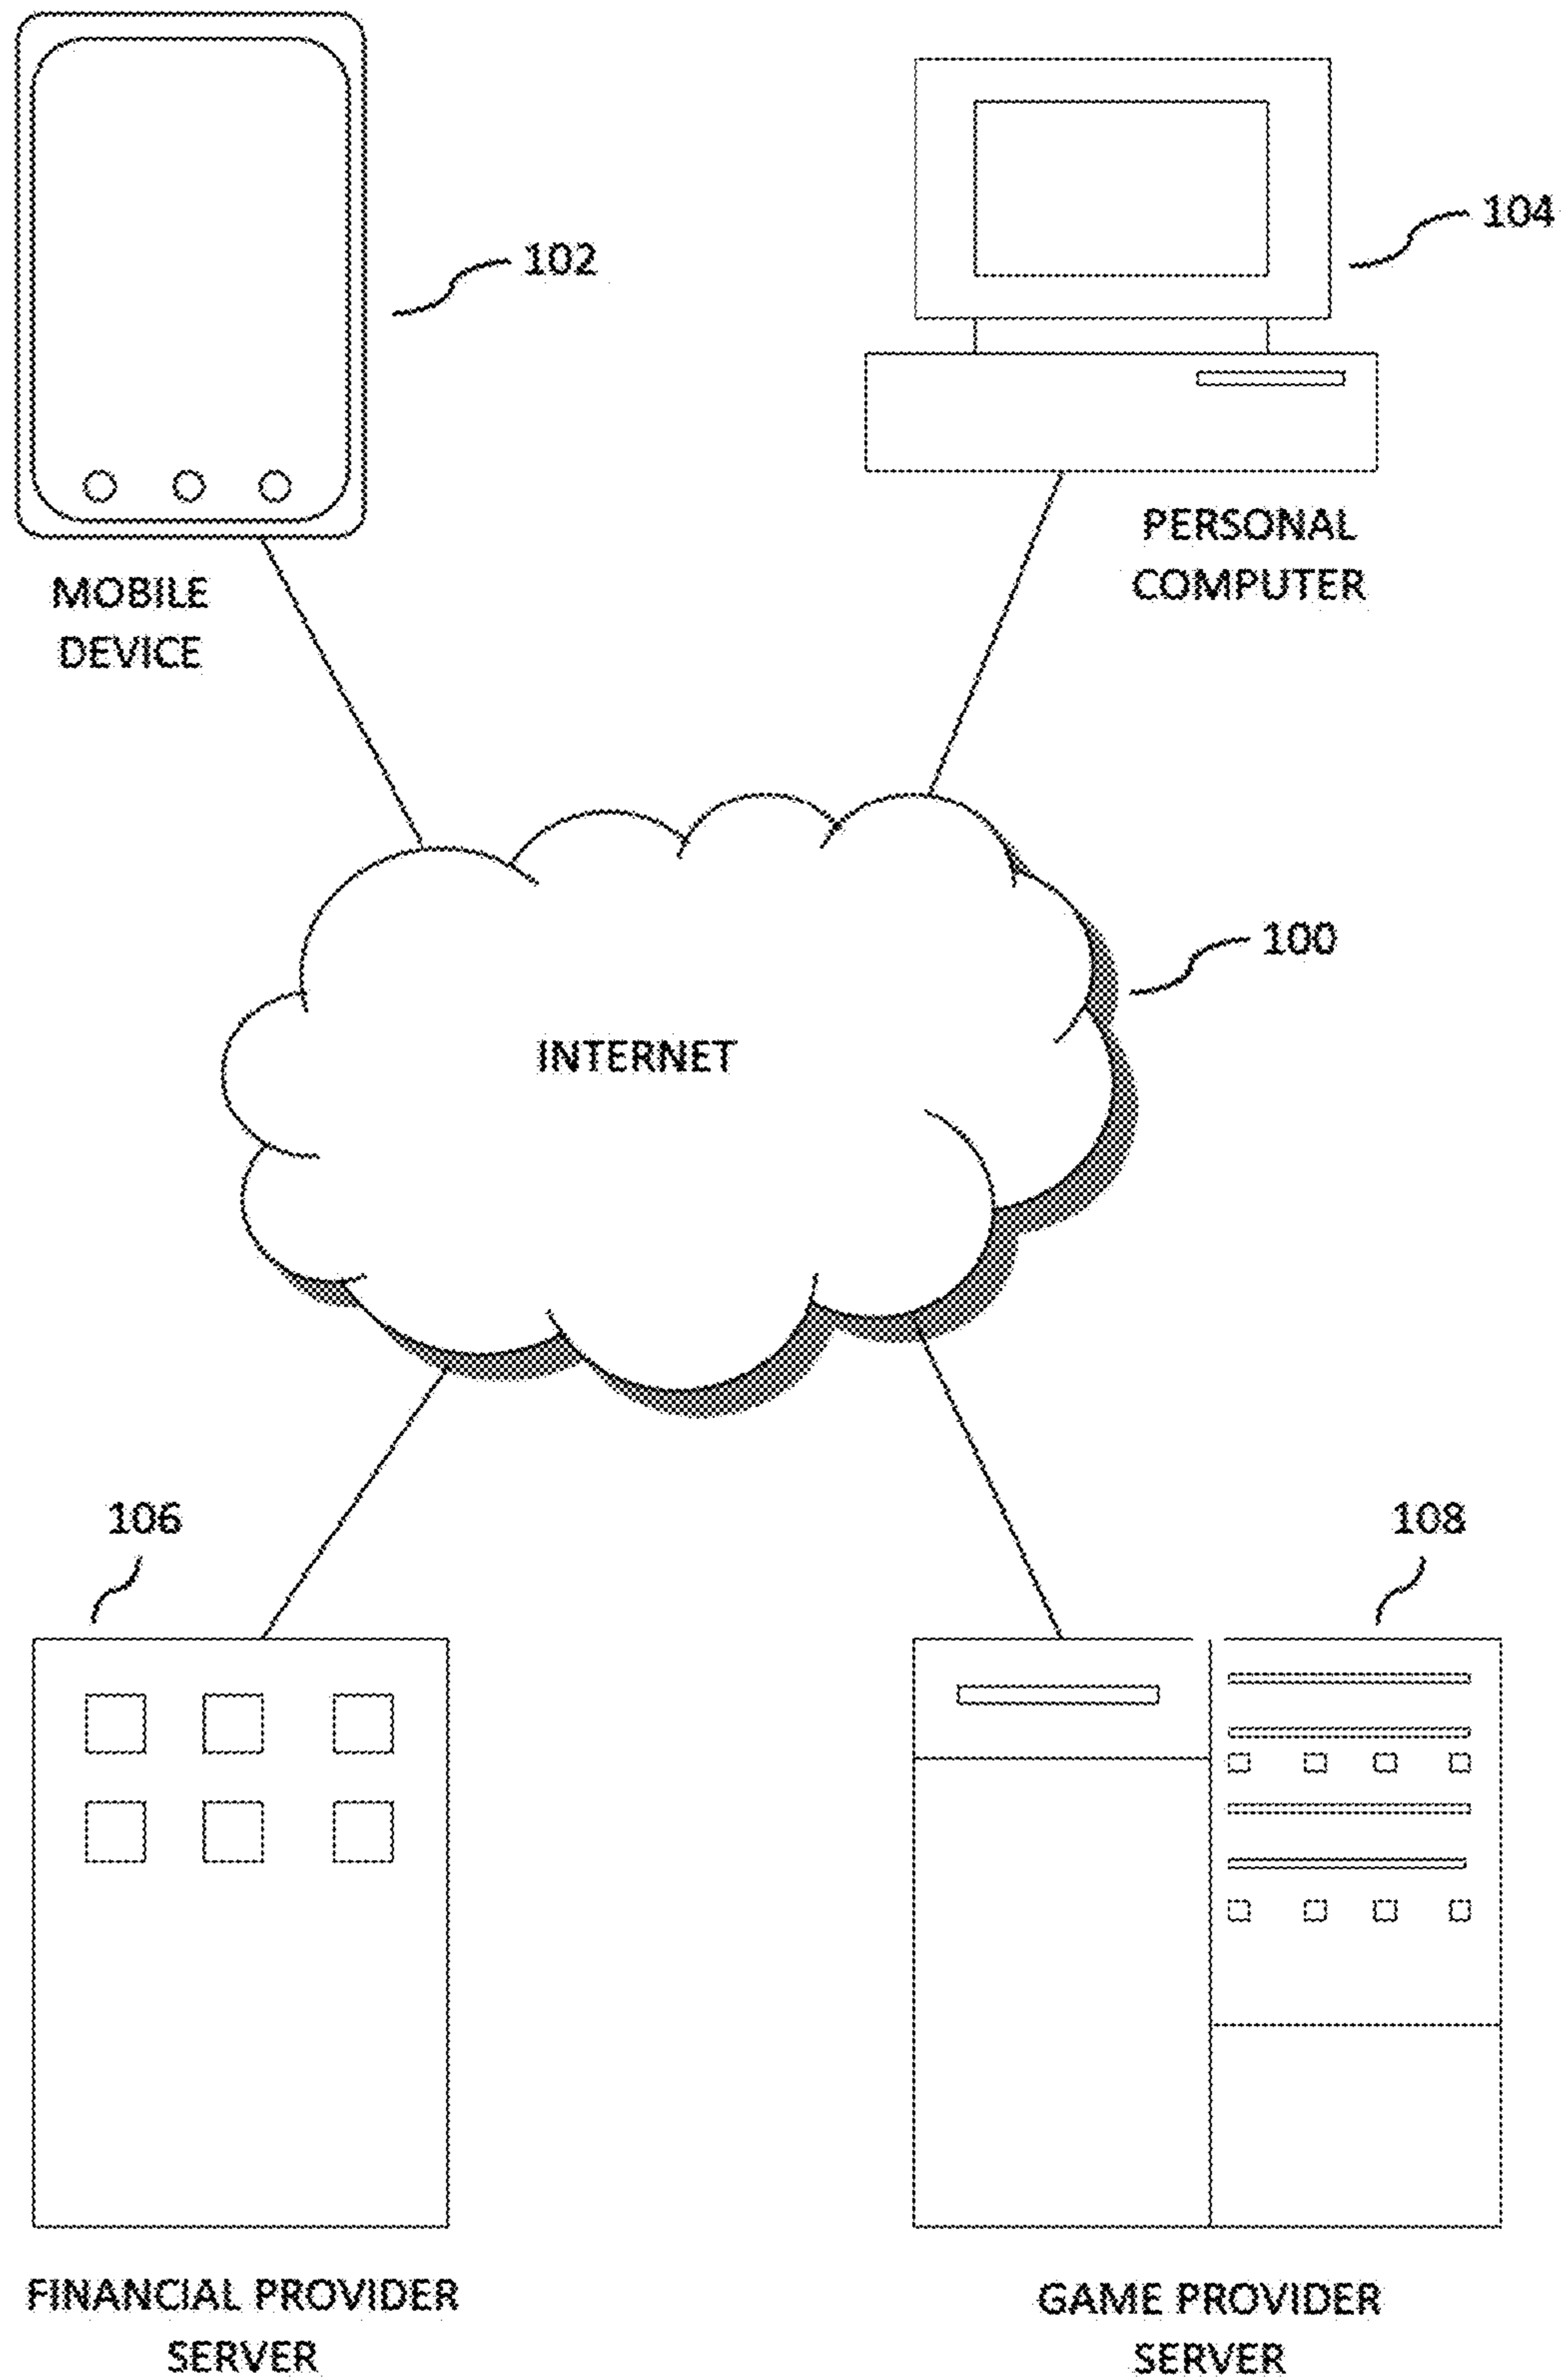 104
102
PERSONAL
COMPUTER
MOBILE
DEVICE
100
INTERNET
106
108
FINANCIAL PROVIDER
SERVER
GAME PROVIDER
SERVER